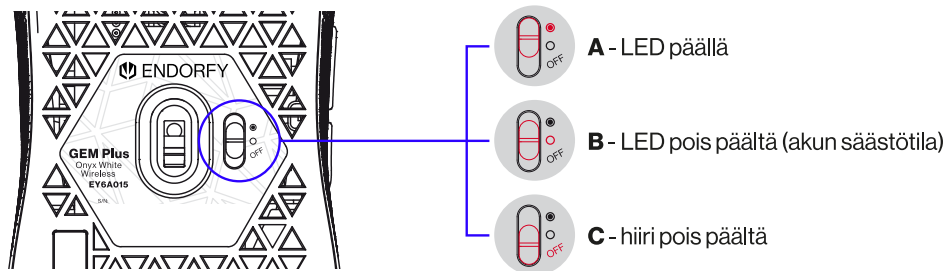 ENDORFY
GEM Plus
Onyx White
Wireless
EY6A015
S/N:
OFF
OFF
A - LED päällä
OFF
B - LED pois päältä (akun säästötila)
OFF
C - hiiri pois päältä